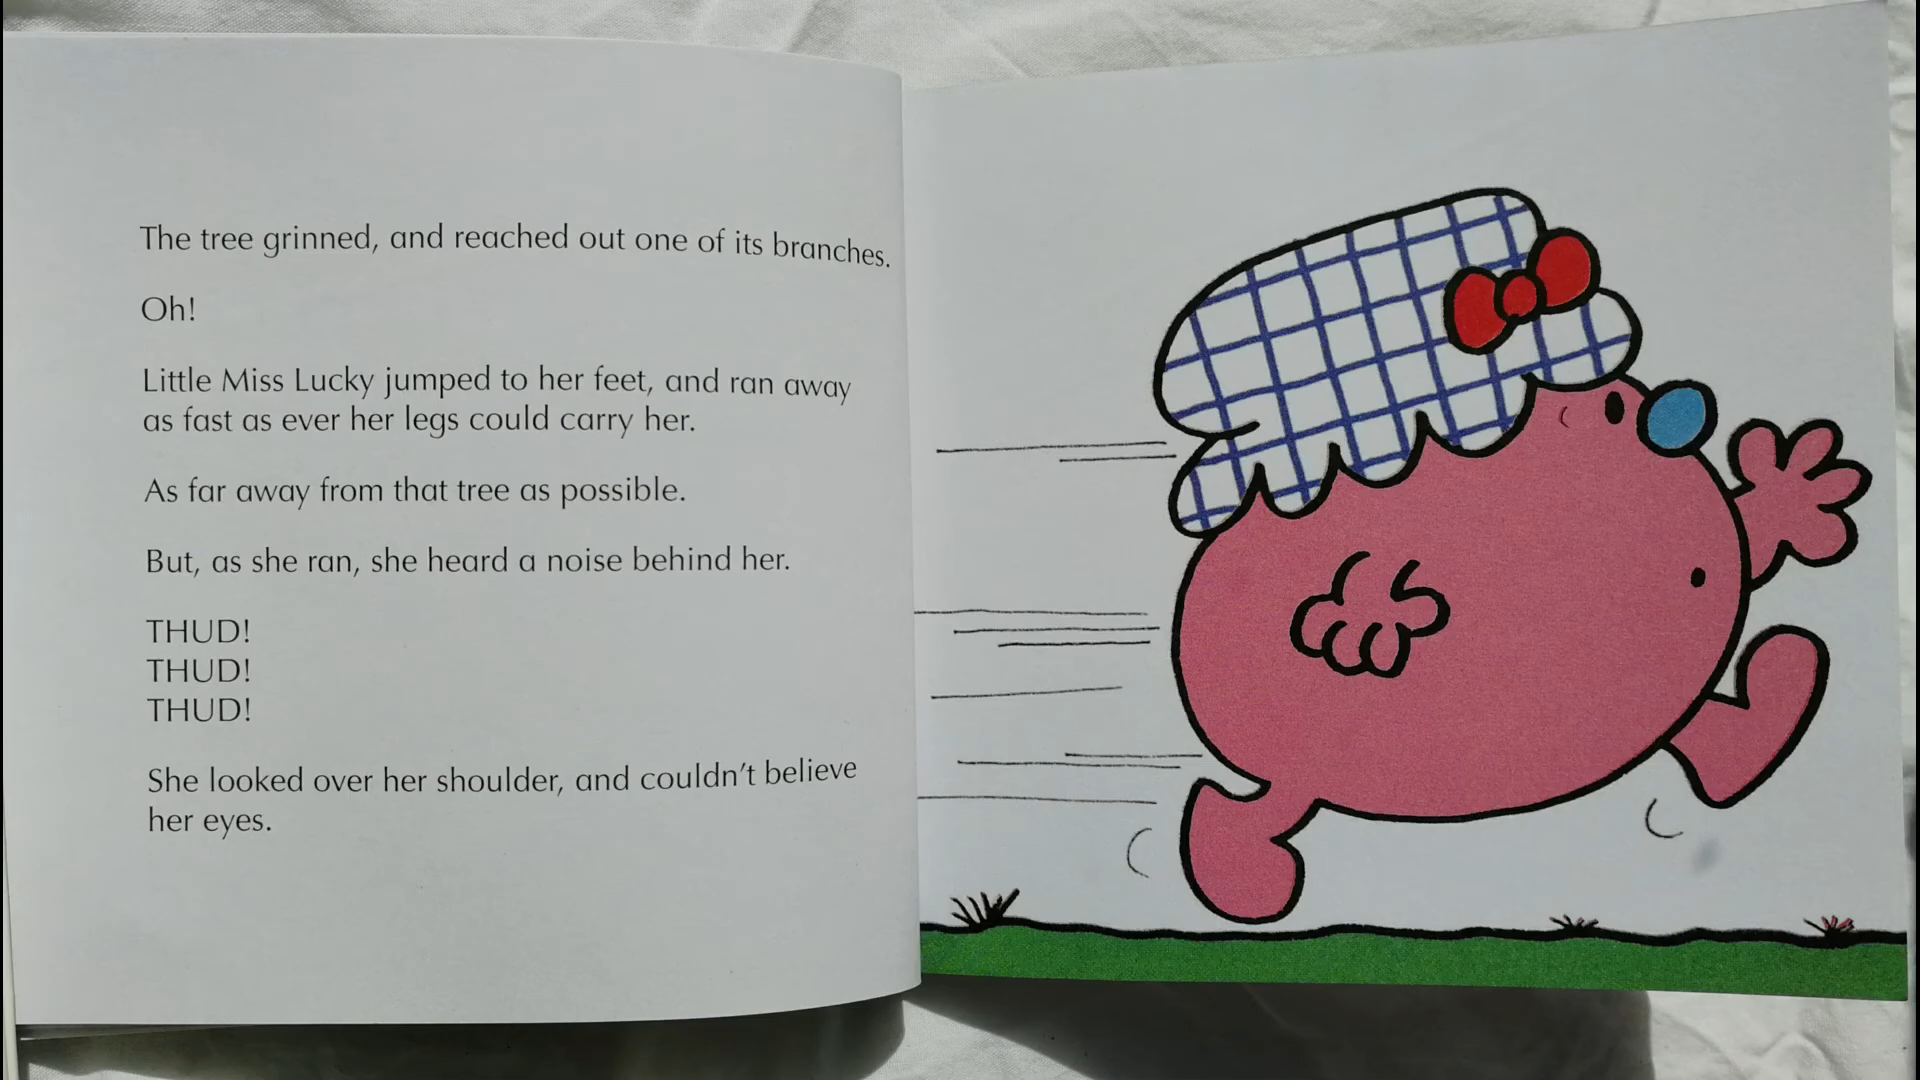 The tree grinned, and reached out one of its branches.
Oh!
Little Miss Lucky jumped to her feet, and ran away
as fast as ever her legs could carry her.
As far away from that tree as possible.
But, as she ran, she heard a noise behind her.
THUD!
THUD!
THUD!
She looked over her shoulder, and couldn't believe
her eyes.